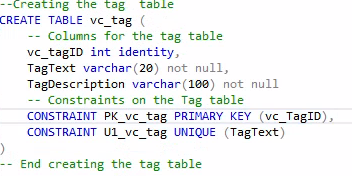 --Creating the tag  table
CREATE TABLE vc_tag (
-- Columns for the tag table
vc_tagID int identity,
TagText varchar(20) not null,
TagDescription varchar(100) not null
-- Constraints on the Tag table
CONSTRAINT PK_vc_tag PRIMARY KEY (vc_TagID),
CONSTRAINT U1_vc_tag UNIQUE (TagText)
)
-- End creating the tag table